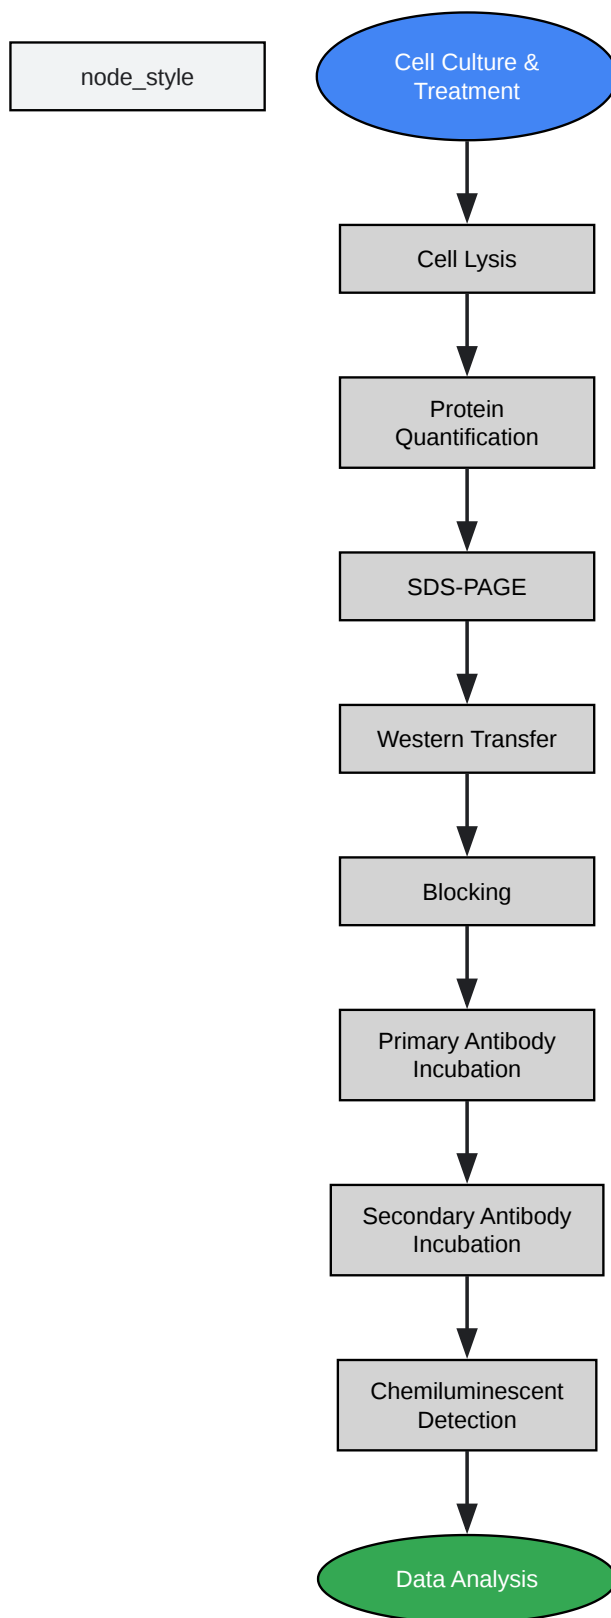 node_style
Cell Culture &
Treatment
Cell Lysis
Protein
Quantification
SDS-PAGE
Western Transfer
Blocking
Primary Antibody
Incubation
Secondary Antibody
Incubation
Chemiluminescent
Detection
Data Analysis